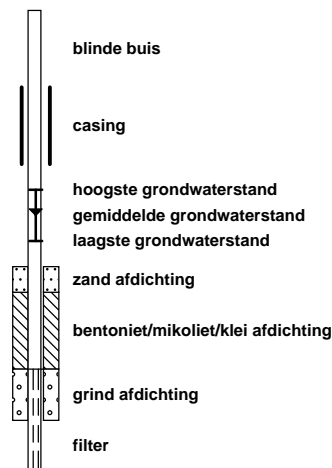 blinde buis
casing
hoogste grondwaterstand
gemiddelde grondwaterstand
laagste grondwaterstand
zand afdichting
bentoniet/mikoliet/klei afdichting
grind afdichting
filter